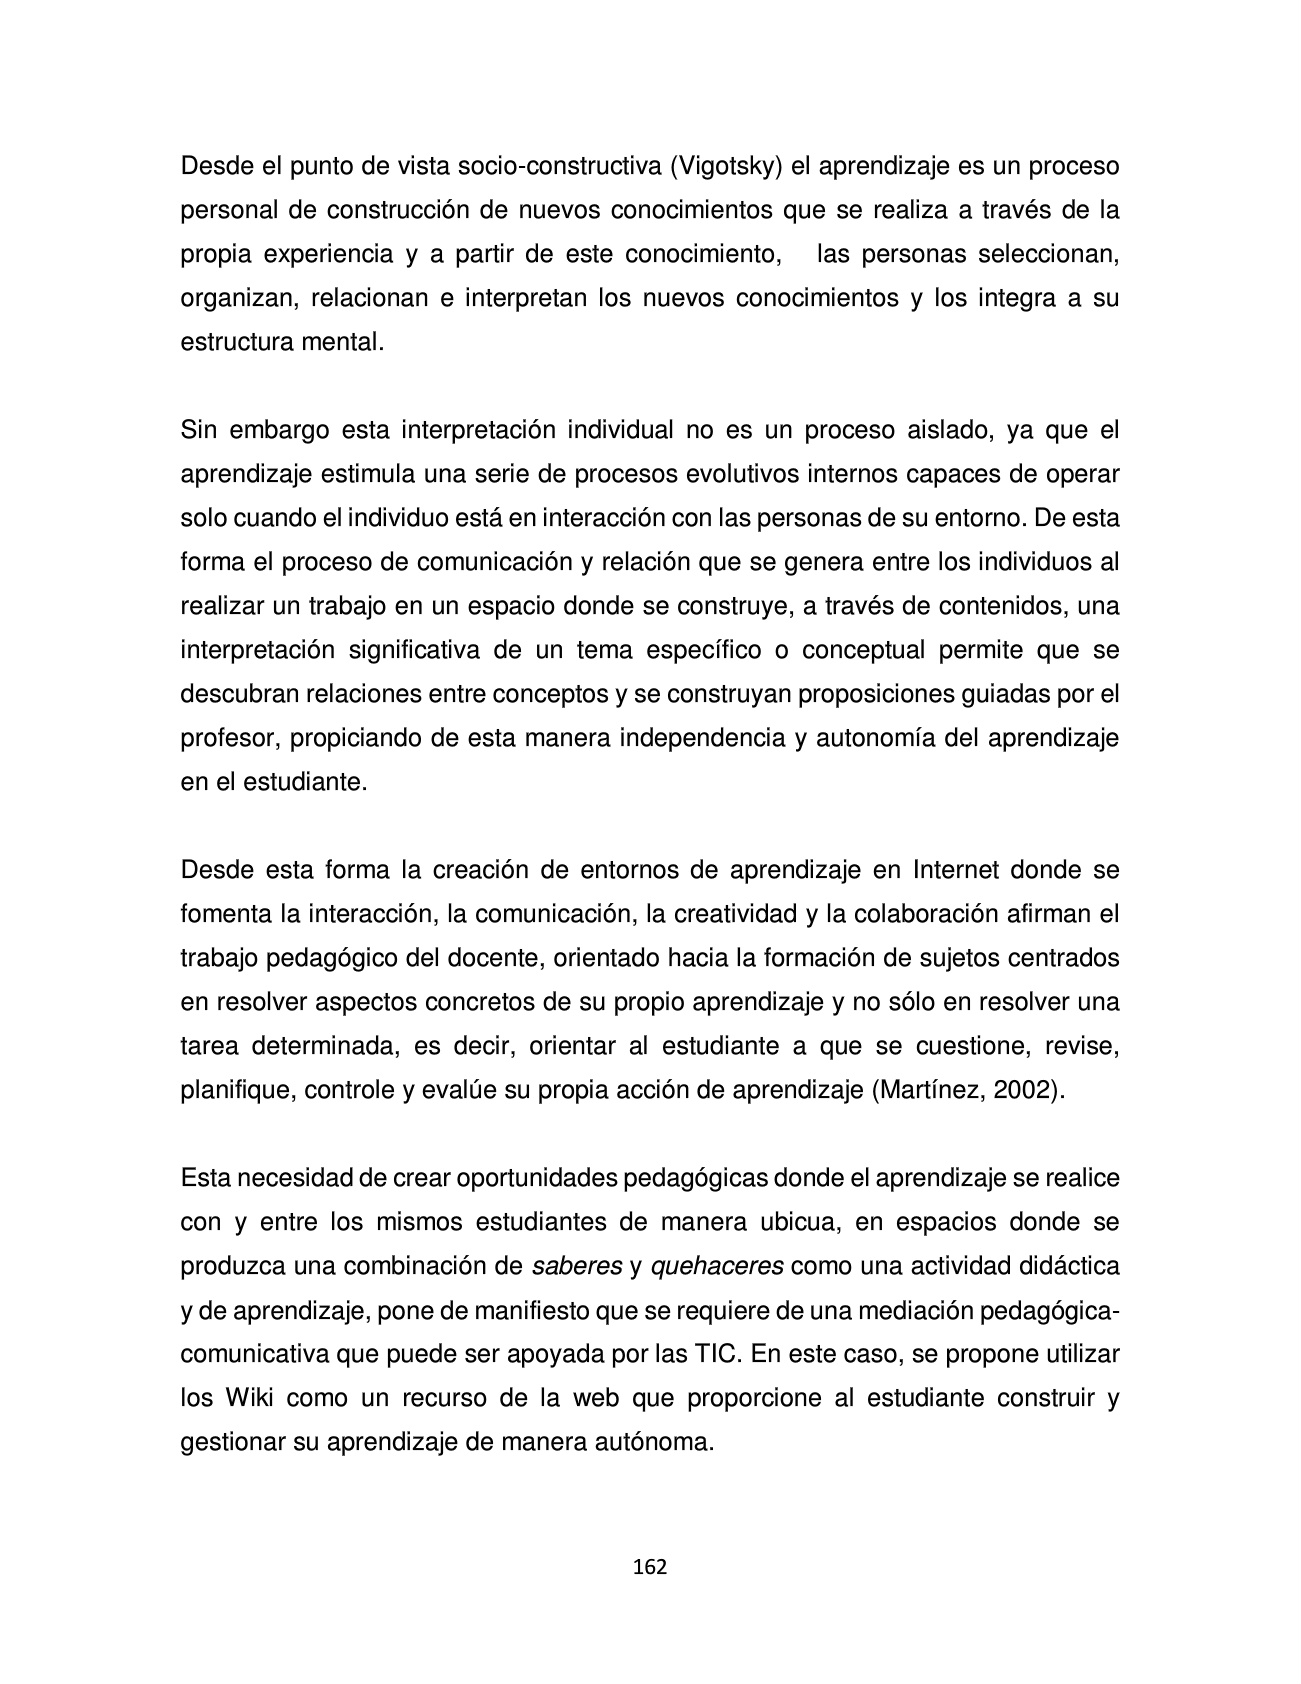 Desde el punto de vista socio-constructiva (Vigotsky) el aprendizaje es un proceso
personal de construcción de nuevos conocimientos que se realiza a través de la
propia experiencia y a partir de este conocimiento, las personas seleccionan,
organizan, relacionan e interpretan los nuevos conocimientos y los integra a su
estructura mental.
Sin embargo esta interpretación individual no es un proceso aislado, ya que el
aprendizaje estimula una serie de procesos evolutivos internos capaces de operar
solo cuando el individuo está en interacción con las personas de su entorno. De esta
forma el proceso de comunicación y relación que se genera entre los individuos al
realizar un trabajo en un espacio donde se construye, a través de contenidos, una
interpretación significativa de un tema específico o conceptual permite que se
descubran relaciones entre conceptos y se construyan proposiciones guiadas por el
profesor, propiciando de esta manera independencia y autonomía del aprendizaje
en el estudiante.
Desde esta forma la creación de entornos de aprendizaje en Internet donde se
fomenta la interacción, la comunicación, la creatividad y la colaboración afirman el
trabajo pedagógico del docente, orientado hacia la formación de sujetos centrados
en resolver aspectos concretos de su propio aprendizaje y no sólo en resolver una
tarea determinada, es decir, orientar al estudiante a que se cuestione, revise,
planifique, controle y evalúe su propia acción de aprendizaje (Martínez, 2002).
Esta necesidad de crear oportunidades pedagógicas donde el aprendizaje se realice
con y entre los mismos estudiantes de manera ubicua, en espacios donde se
produzca una combinación de saberes y quehaceres como una actividad didáctica
y de aprendizaje, pone de manifiesto que se requiere de una mediación pedagógica-
comunicativa que puede ser apoyada por las TIC. En este caso, se propone utilizar
los Wiki como un recurso de la web que proporcione al estudiante construir y
gestionar su aprendizaje de manera autónoma.
162